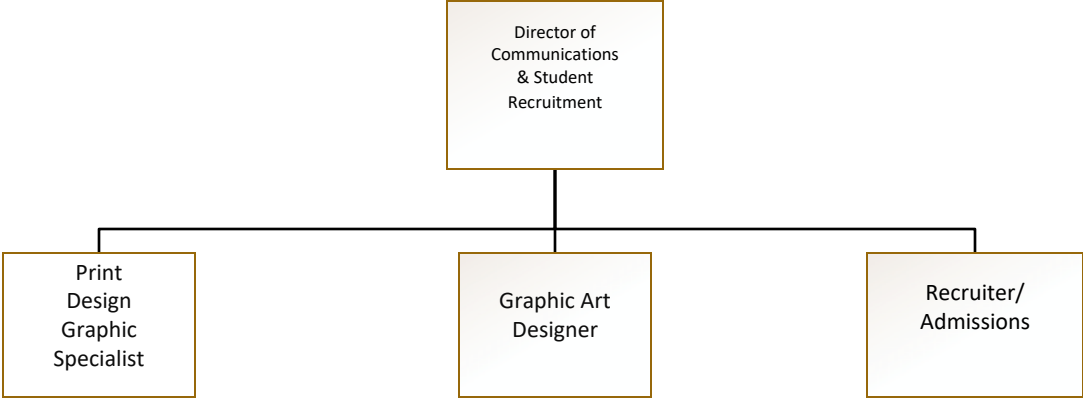 Director of
Communications
& Student
Recruitment
Print
Design
Graphic
Specialist
Graphic Art
Designer
Recruiter/
Admissions